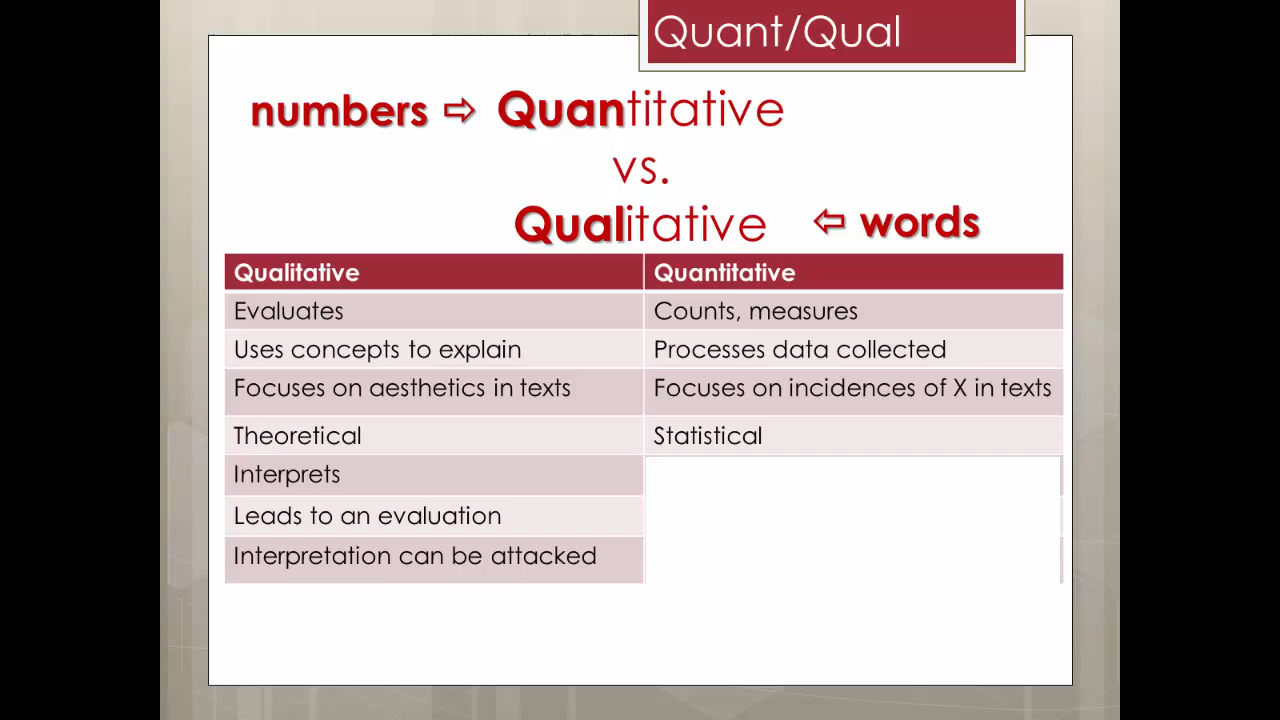 Quant/Qual
numbers ⇨ Quantitative
vs.
Qualitative ⇦ words
Qualitative Quantitative
Evaluates Counts, measures
Uses concepts to explain Processes data collected
Focuses on aesthetics in texts Focuses on incidences of X in texts
Theoretical Statistical
Interprets
Leads to an evaluation
Interpretation can be attacked